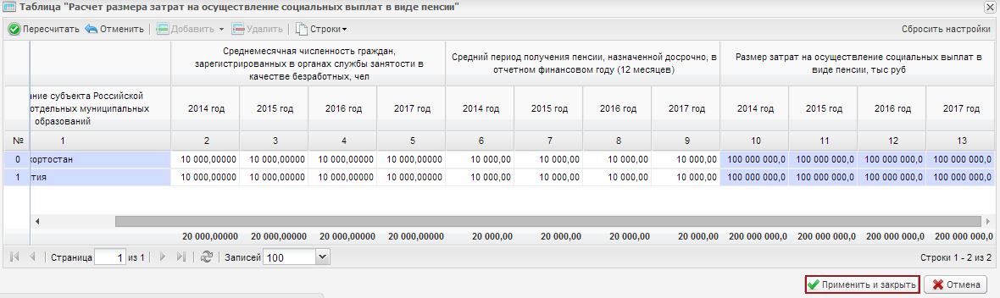 Таблица "Расчет размера затрат на осуществление социальных выплат в виде пенсии"
Пересчитать Отменить Добавить Удалить Строки Сбросить настройки
Среднемесячная численность граждан, зарегистрированных в органах службы занятости в качестве безработных, чел
Средний период получения пенсии, назначенной досрочно, в отчетном финансовом году (12 месяцев)
Размер затрат на осуществление социальных выплат в виде пенсии, тыс руб
ние субъекта Российской
отдельных муниципальных
образований
2014 год 2015 год 2016 год 2017 год 2014 год 2015 год 2016 год 2017 год 2014 год 2015 год 2016 год 2017 год
№ 1 2 3 4 5 6 7 8 9 10 11 12 13
0 кортостан 10 000,00000 10 000,00000 10 000,00000 10 000,00000 10 000,00 10 000,00 10 000,00 10 000,00 100 000 000,0 100 000 000,0 100 000 000,0 100 000 000,0
1 тия 10 000,00000 10 000,00000 10 000,00000 10 000,00000 10 000,00 10 000,00 10 000,00 10 000,00 100 000 000,0 100 000 000,0 100 000 000,0 100 000 000,0
20 000,00000 20 000,00000 20 000,00000 20 000,00000 20 000,00 20 000,00 20 000,00 20 000,00 200 000 000,0 200 000 000,0 200 000 000,0 200 000 000,0
Страница 1 из 1 Записей 100 Строки 1 - 2 из 2
Применить и закрыть Отмена